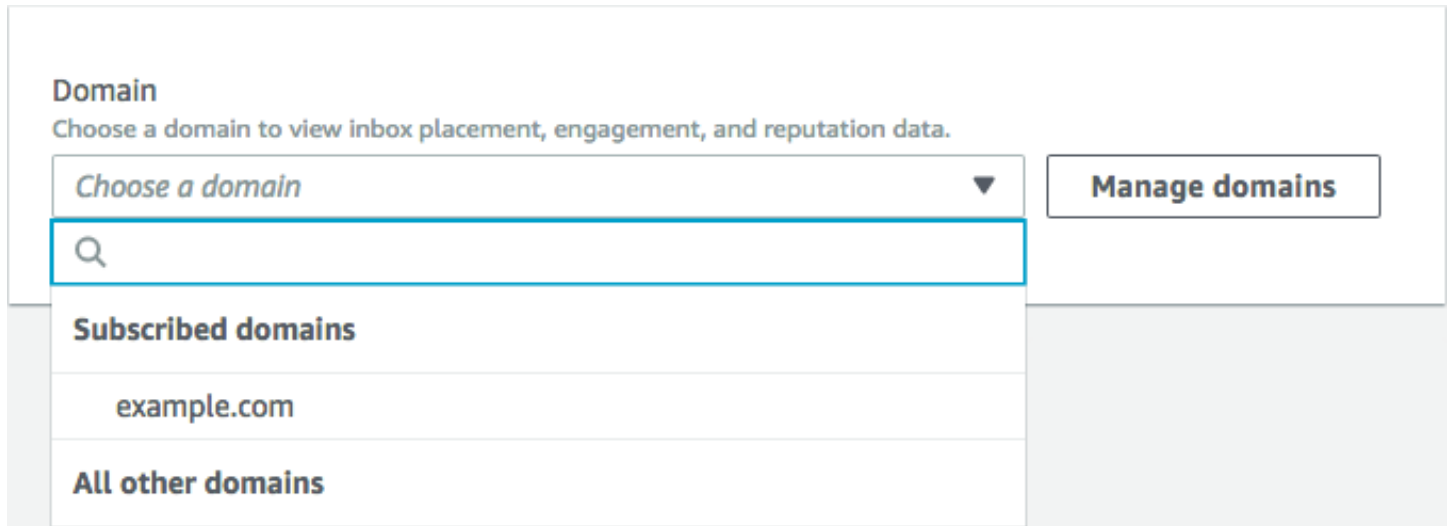 Domain
Choose a domain to view inbox placement, engagement, and reputation data.
Choose a domain
Manage domains
Subscribed domains
example.com
All other domains